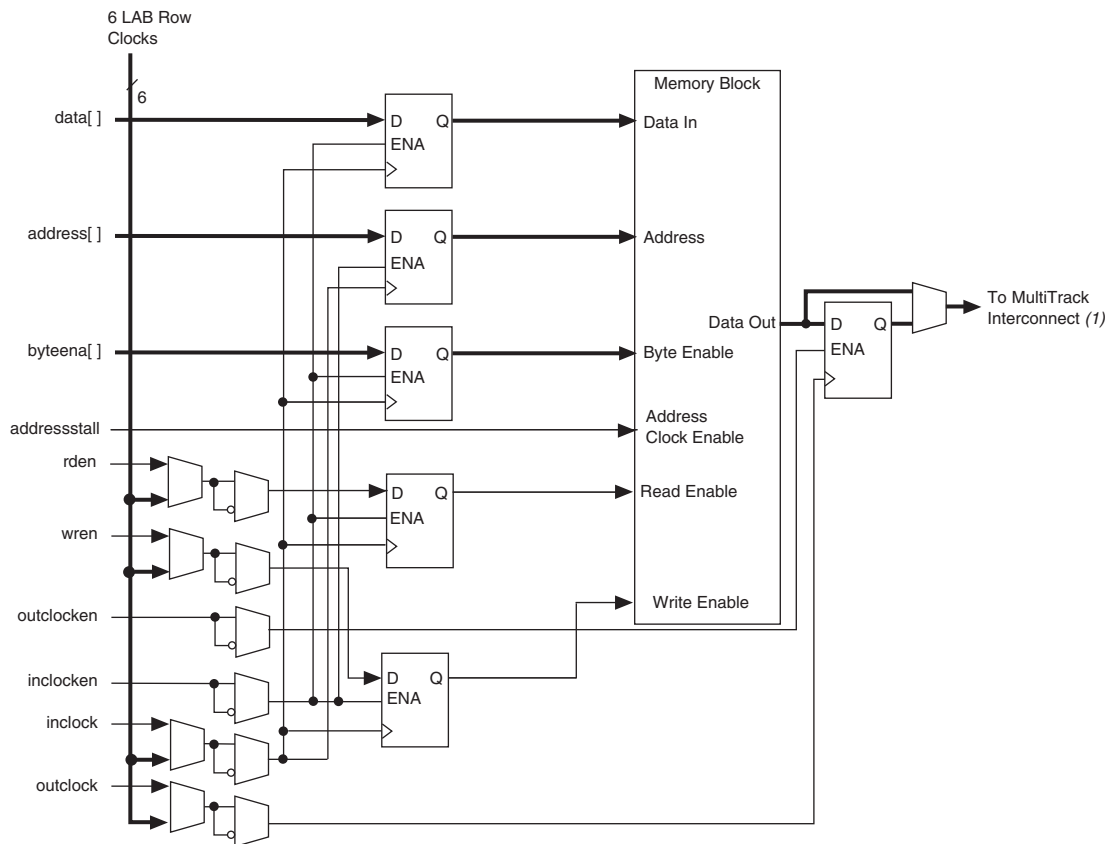 6 LAB Row
Clocks
6
data[ ]
D Q
ENA
Memory Block
Data In
address[ ]
D Q
ENA
Address
byteena[ ]
D Q
ENA
Byte Enable
Data Out
D Q
ENA
To MultiTrack
Interconnect (1)
addressstall
Address
Clock Enable
rden
D Q
ENA
Read Enable
wren
outclocken
Write Enable
inclocken
D Q
ENA
inclock
outclock